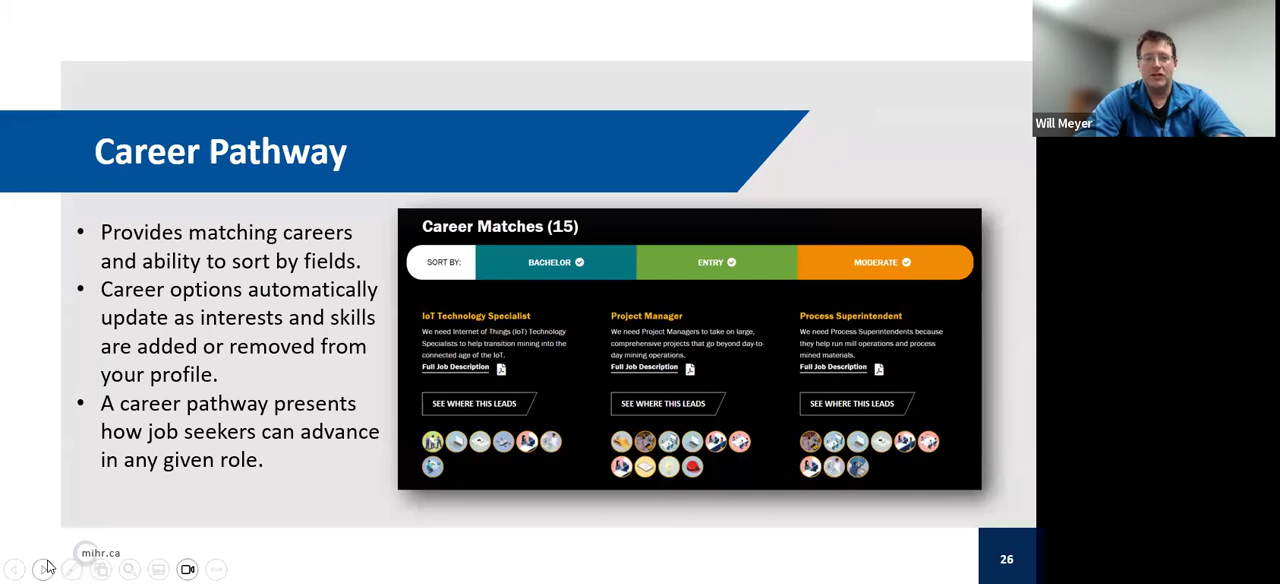 Will Meyer
Career Pathway
• Provides matching careers
and ability to sort by fields.
• Career options automatically
update as interests and skills
are added or removed from
your profile.
• A career pathway presents
how job seekers can advance
in any given role.
Career Matches (15)
SORT BY: BACHELOR ENTRY MODERATE
IoT Technology Specialist
We need Internet of Things (IoT) Technology
Specialists to help transition mining into the
connected age of the IoT.
Full Job Description
SEE WHERE THIS LEADS
Project Manager
We need Project Managers to take on large,
comprehensive projects that go beyond day-to-
day mining operations.
Full Job Description
SEE WHERE THIS LEADS
Process Superintendent
We need Process Superintendents because
they help run mill operations and process
mined materials.
Full Job Description
SEE WHERE THIS LEADS
mihr.ca
26